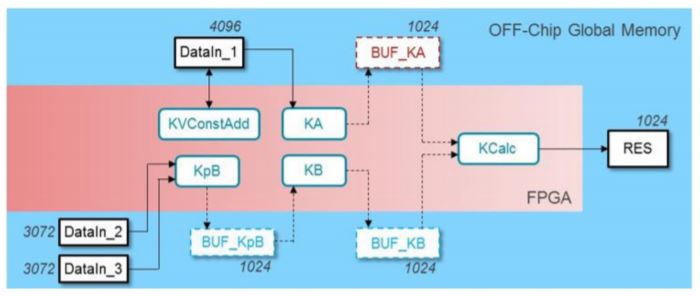 4096
1024
OFF-Chip Global Memory
DataIn_1
BUF_KA
KVConstAdd
KA
KCalc
1024
RES
KpB
KB
FPGA
3072
DataIn_2
BUF_KpB
BUF_KB
3072
DataIn_3
1024
1024